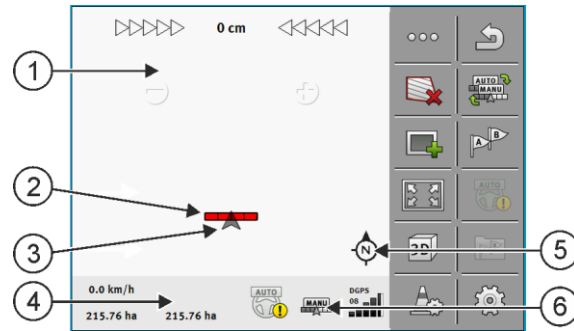 0 cm
1
AUTO
MANU
A B
2
AUTO
3
N
3D
5
4
0.0 km/h
AUTO
MANU
DGPS
08
6
215.76 ha
215.76 ha